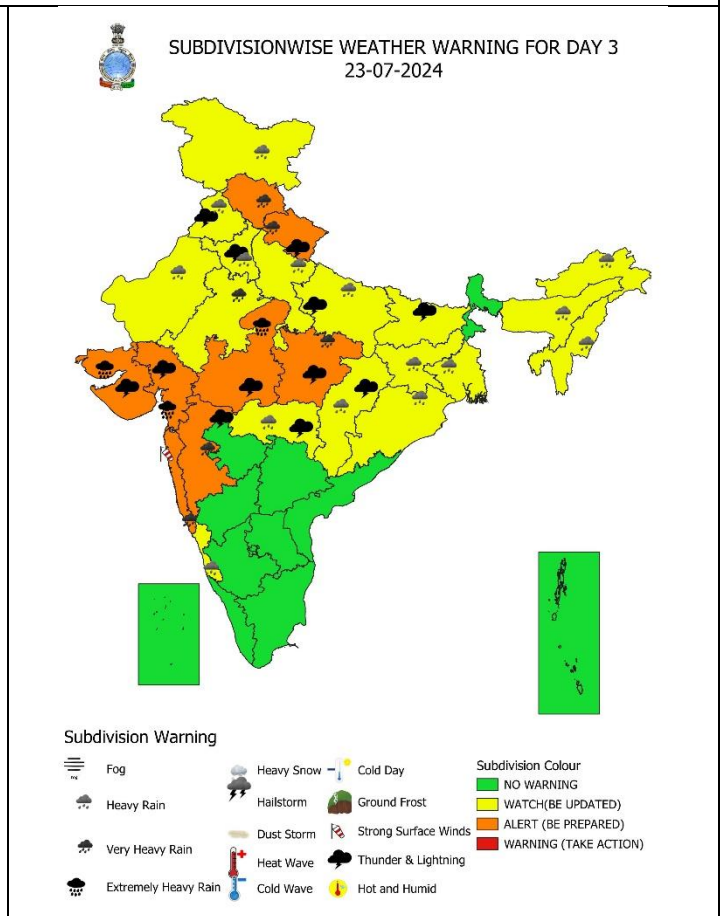 SUBDIVISIONWISE WEATHER WARNING FOR DAY 3
23-07-2024
Subdivision Warning
Fog
Heavy Rain
Very Heavy Rain
Extremely Heavy Rain
Heavy Snow
Hailstorm
Dust Storm
Heat Wave
Cold Wave
Cold Day
Ground Frost
Strong Surface Winds
Thunder & Lightning
Hot and Humid
Subdivision Colour
NO WARNING
WATCH(BE UPDATED)
ALERT (BE PREPARED)
WARNING (TAKE ACTION)